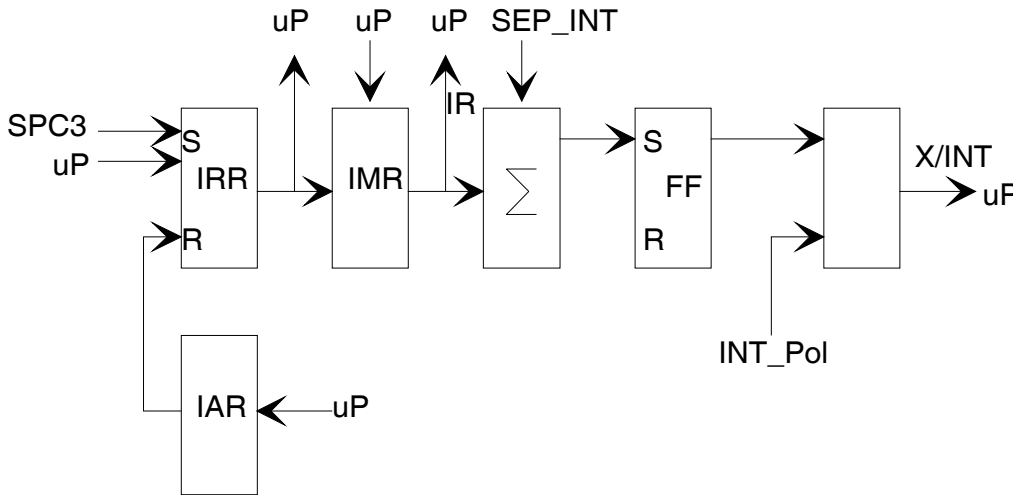 uP uP uP SEP_INT
IR
SPC3
S S
X/INT
uP
IRR IMR ∑ FF
uP
R R
INT_Pol
IAR uP